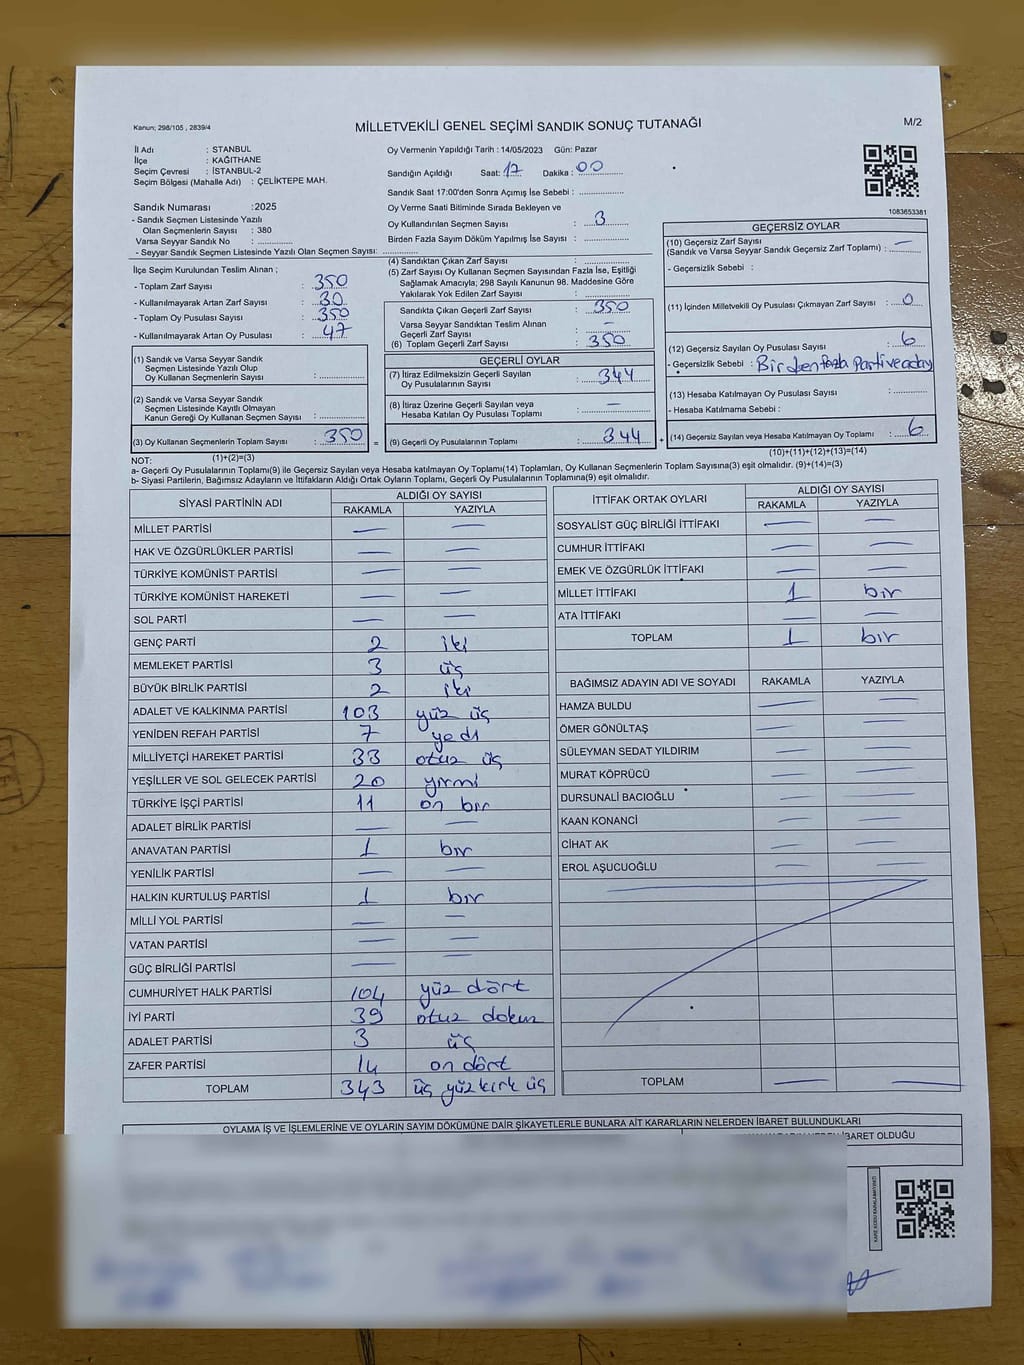 Kanun; 298/105 , 2839/4
MİLLETVEKİLİ GENEL SEÇİMİ SANDIK SONUÇ TUTANAĞI
M/2
İl Adı : STANBUL
İlçe : KAĞITHANE
Seçim Çevresi : İSTANBUL-2
Seçim Bölgesi (Mahalle Adı) : ÇELİKTEPE MAH.
Sandık Numarası :2025
- Sandık Seçmen Listesinde Yazılı
Olan Seçmenlerin Sayısı : 380
Varsa Seyyar Sandık No : ..............
- Seyyar Sandık Seçmen Listesinde Yazılı Olan Seçmen Sayısı: ..............
Oy Vermenin Yapıldığı Tarih : 14/05/2023 Gün: Pazar
Sandığın Açıldığı Saat: 17 Dakika : 00
Sandık Saat 17:00'den Sonra Açımış İse Sebebi : ..............
Oy Verme Saati Bitiminde Sırada Bekleyen ve
Oy Kullandırılan Seçmen Sayısı : 3
Birden Fazla Sayım Döküm Yapılmış İse Sayısı : ..............
1083653381
İlçe Seçim Kurulundan Teslim Alınan ;
- Toplam Zarf Sayısı : 350
- Kullanılmayarak Artan Zarf Sayısı : 30
- Toplam Oy Pusulası Sayısı : 350
- Kullanılmayarak Artan Oy Pusulası : 47
(1) Sandık ve Varsa Seyyar Sandık
Seçmen Listesinde Yazılı Olup
Oy Kullanan Seçmenlerin Sayısı : ..............
(2) Sandık ve Varsa Seyyar Sandık
Seçmen Listesinde Kayıtlı Olmayan
Kanun Gereği Oy Kullanan Seçmen Sayısı : ..............
(3) Oy Kullanan Seçmenlerin Toplam Sayısı : 350 =
(1)+(2)=(3)
(4) Sandıktan Çıkan Zarf Sayısı : ..............
(5) Zarf Sayısı Oy Kullanan Seçmen Sayısından Fazla İse, Eşitliği
Sağlamak Amacıyla; 298 Sayılı Kanunun 98. Maddesine Göre
Yakılarak Yok Edilen Zarf Sayısı : ..............
Sandıkta Çıkan Geçerli Zarf Sayısı : 350
Varsa Seyyar Sandıktan Teslim Alınan
Geçerli Zarf Sayısı : —
(6) Toplam Geçerli Zarf Sayısı : 350
GEÇERLİ OYLAR
(7) İtiraz Edilmeksizin Geçerli Sayılan
Oy Pusulalarının Sayısı : 344
(8) İtiraz Üzerine Geçerli Sayılan veya
Hesaba Katılan Oy Pusulası Toplamı : —
(9) Geçerli Oy Pusulalarının Toplamı : 344 +
GEÇERSİZ OYLAR
(10) Geçersiz Zarf Sayısı
(Sandık ve Varsa Seyyar Sandık Geçersiz Zarf Toplamı) : —
- Geçersizlik Sebebi :
(11) İçinden Milletvekili Oy Pusulası Çıkmayan Zarf Sayısı : 0
(12) Geçersiz Sayılan Oy Pusulası Sayısı : 6
- Geçersizlik Sebebi : Birden fazla Parti ve aday
(13) Hesaba Katılmayan Oy Pusulası Sayısı : ..............
- Hesaba Katılmama Sebebi :
(14) Geçersiz Sayılan veya Hesaba Katılmayan Oy Toplamı : 6
(10)+(11)+(12)+(13)=(14)
NOT:
a- Geçerli Oy Pusulalarının Toplamı(9) ile Geçersiz Sayılan veya Hesaba katılmayan Oy Toplamı(14) Toplamları, Oy Kullanan Seçmenlerin Toplam Sayısına(3) eşit olmalıdır. (9)+(14)=(3)
b- Siyasi Partilerin, Bağımsız Adayların ve İttifakların Aldığı Ortak Oyların Toplamı, Geçerli Oy Pusulalarının Toplamına(9) eşit olmalıdır.
SİYASİ PARTİNİN ADI ALDIĞI OY SAYISI
RAKAMLA YAZIYLA
MİLLET PARTİSİ — —
HAK VE ÖZGÜRLÜKLER PARTİSİ — —
TÜRKİYE KOMÜNİST PARTİSİ — —
TÜRKİYE KOMÜNİST HAREKETİ — —
SOL PARTİ — —
GENÇ PARTİ 2 iki
MEMLEKET PARTİSİ 3 üç
BÜYÜK BİRLİK PARTİSİ 2 iki
ADALET VE KALKINMA PARTİSİ 103 yüz üç
YENİDEN REFAH PARTİSİ 7 yedi
MİLLİYETÇİ HAREKET PARTİSİ 33 otuz üç
YEŞİLLER VE SOL GELECEK PARTİSİ 20 yirmi
TÜRKİYE İŞÇİ PARTİSİ 11 on bir
ADALET BİRLİK PARTİSİ — —
ANAVATAN PARTİSİ 1 bir
YENİLİK PARTİSİ — —
HALKIN KURTULUŞ PARTİSİ 1 bir
MİLLİ YOL PARTİSİ — —
VATAN PARTİSİ — —
GÜÇ BİRLİĞİ PARTİSİ — —
CUMHURİYET HALK PARTİSİ 104 yüz dört
İYİ PARTİ 39 otuz dokuz
ADALET PARTİSİ 3 üç
ZAFER PARTİSİ 14 on dört
TOPLAM 343 üç yüz kırk üç
İTTİFAK ORTAK OYLARI ALDIĞI OY SAYISI
RAKAMLA YAZIYLA
SOSYALİST GÜÇ BİRLİĞİ İTTİFAKI — —
CUMHUR İTTİFAKI — —
EMEK VE ÖZGÜRLÜK İTTİFAKI — —
MİLLET İTTİFAKI 1 bir
ATA İTTİFAKI —
TOPLAM 1 bir
BAĞIMSIZ ADAYIN ADI VE SOYADI RAKAMLA YAZIYLA
HAMZA BULDU — —
ÖMER GÖNÜLTAŞ — —
SÜLEYMAN SEDAT YILDIRIM — —
MURAT KÖPRÜCÜ — —
DURSUNALİ BACIOĞLU — —
KAAN KONANCİ — —
CİHAT AK — —
EROL AŞUCUOĞLU — —
TOPLAM — —
OYLAMA İŞ VE İŞLEMLERİNE VE OYLARIN SAYIM DÖKÜMÜNE DAİR ŞİKAYETLERLE BUNLARA AİT KARARLARIN NELERDEN İBARET BULUNDUKLARI
İBARET OLDUĞU